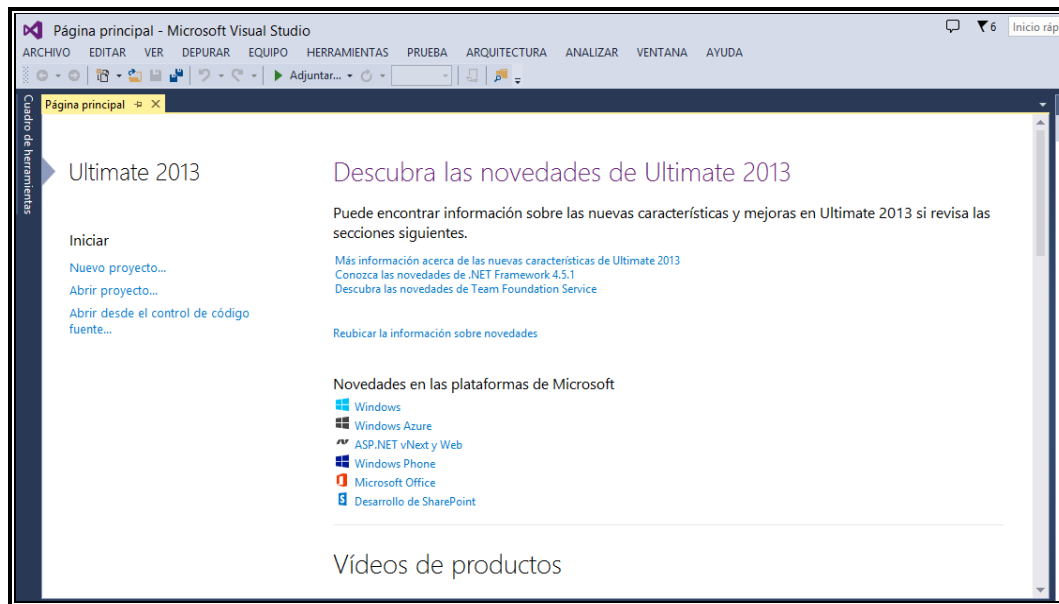 Página principal - Microsoft Visual Studio
6
Inicio ráp
ARCHIVO EDITAR VER DEPURAR EQUIPO HERRAMIENTAS PRUEBA ARQUITECTURA ANALIZAR VENTANA AYUDA
Adjuntar...
Cuadro de herramientas
Página principal
Ultimate 2013
Iniciar
Nuevo proyecto...
Abrir proyecto...
Abrir desde el control de código
fuente...
Descubra las novedades de Ultimate 2013
Puede encontrar información sobre las nuevas características y mejoras en Ultimate 2013 si revisa las
secciones siguientes.
Más información acerca de las nuevas características de Ultimate 2013
Conozca las novedades de .NET Framework 4.5.1
Descubra las novedades de Team Foundation Service
Reubicar la información sobre novedades
Novedades en las plataformas de Microsoft
Windows
Windows Azure
ASP.NET vNext y Web
Windows Phone
Microsoft Office
Desarrollo de SharePoint
Vídeos de productos